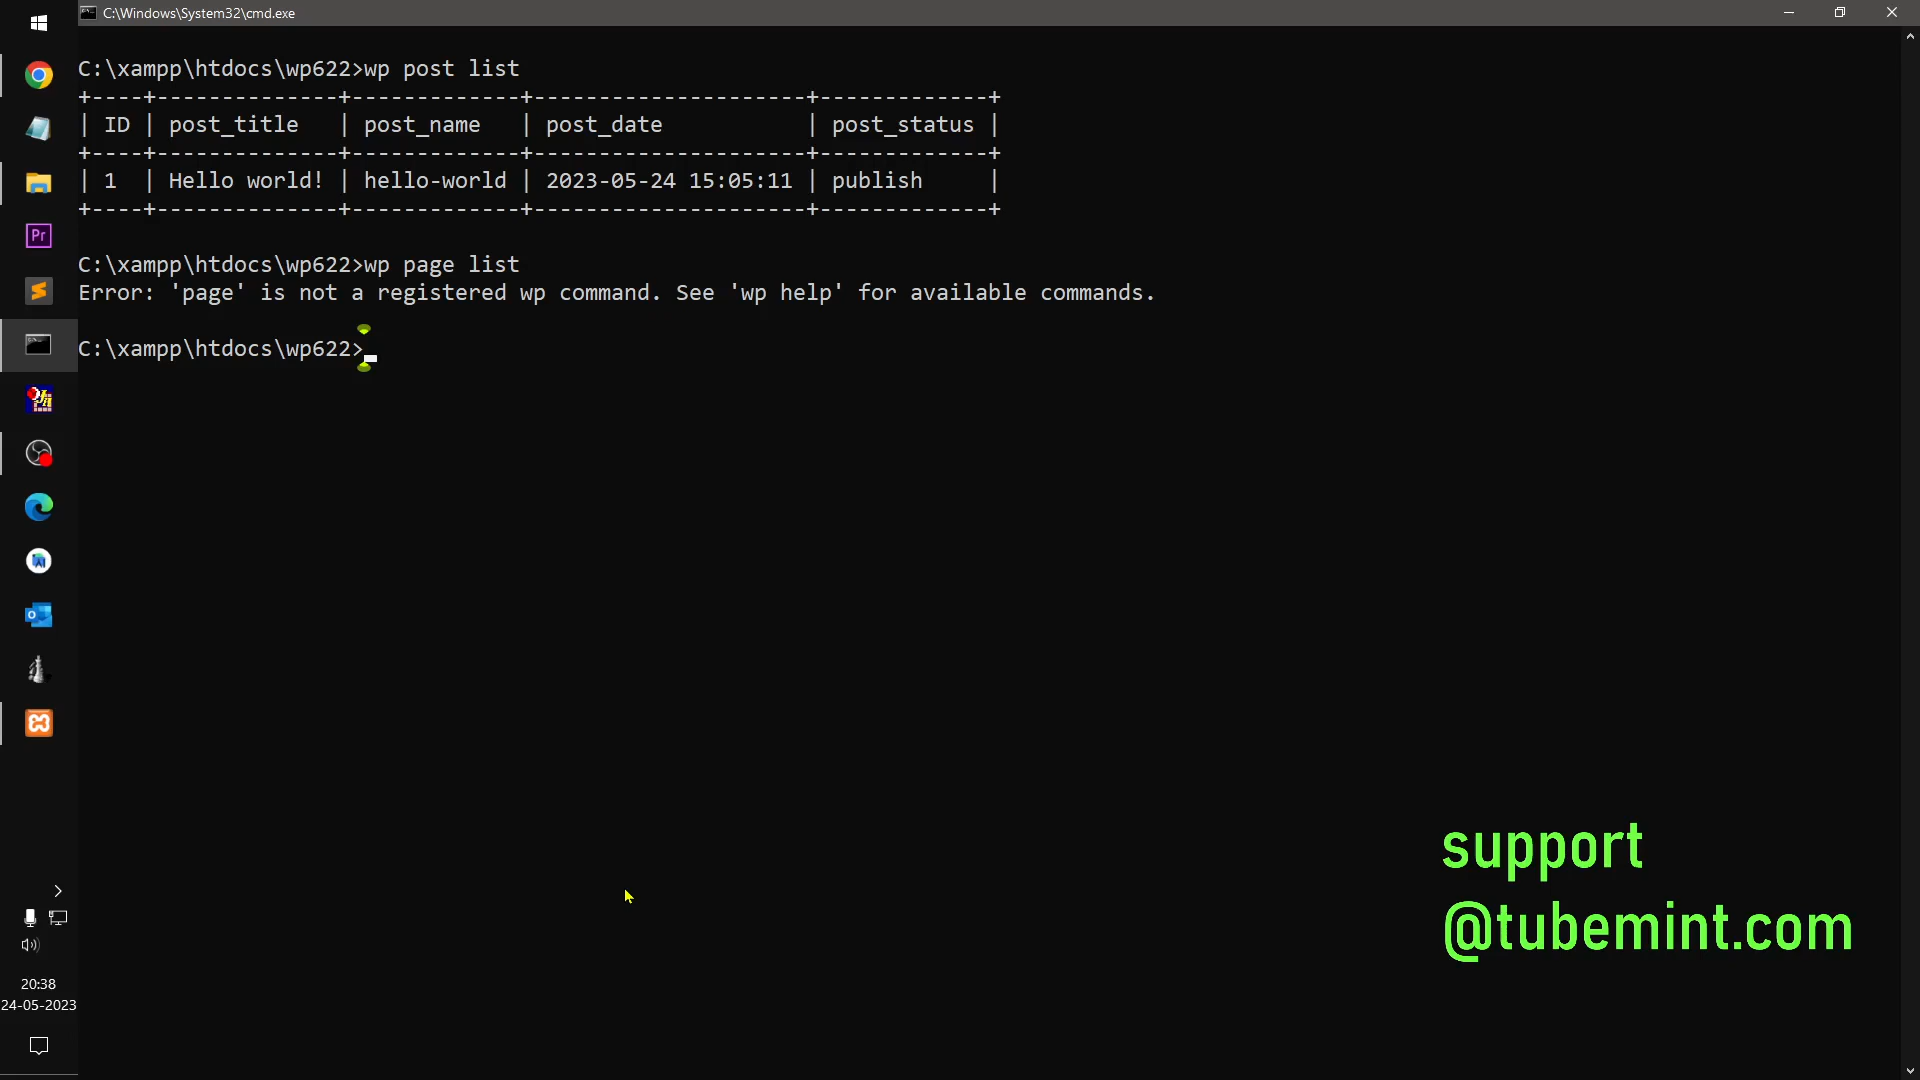 C:\Windows\System32\cmd.exe
C:\xampp\htdocs\wp622>wp post list
+----+--------------+-------------+---------------------+-------------+
| ID | post_title   | post_name   | post_date           | post_status |
+----+--------------+-------------+---------------------+-------------+
| 1  | Hello world! | hello-world | 2023-05-24 15:05:11 | publish     |
+----+--------------+-------------+---------------------+-------------+
C:\xampp\htdocs\wp622>wp page list
Error: 'page' is not a registered wp command. See 'wp help' for available commands.
C:\xampp\htdocs\wp622>
Pr
support
@tubemint.com
20:38
24-05-2023